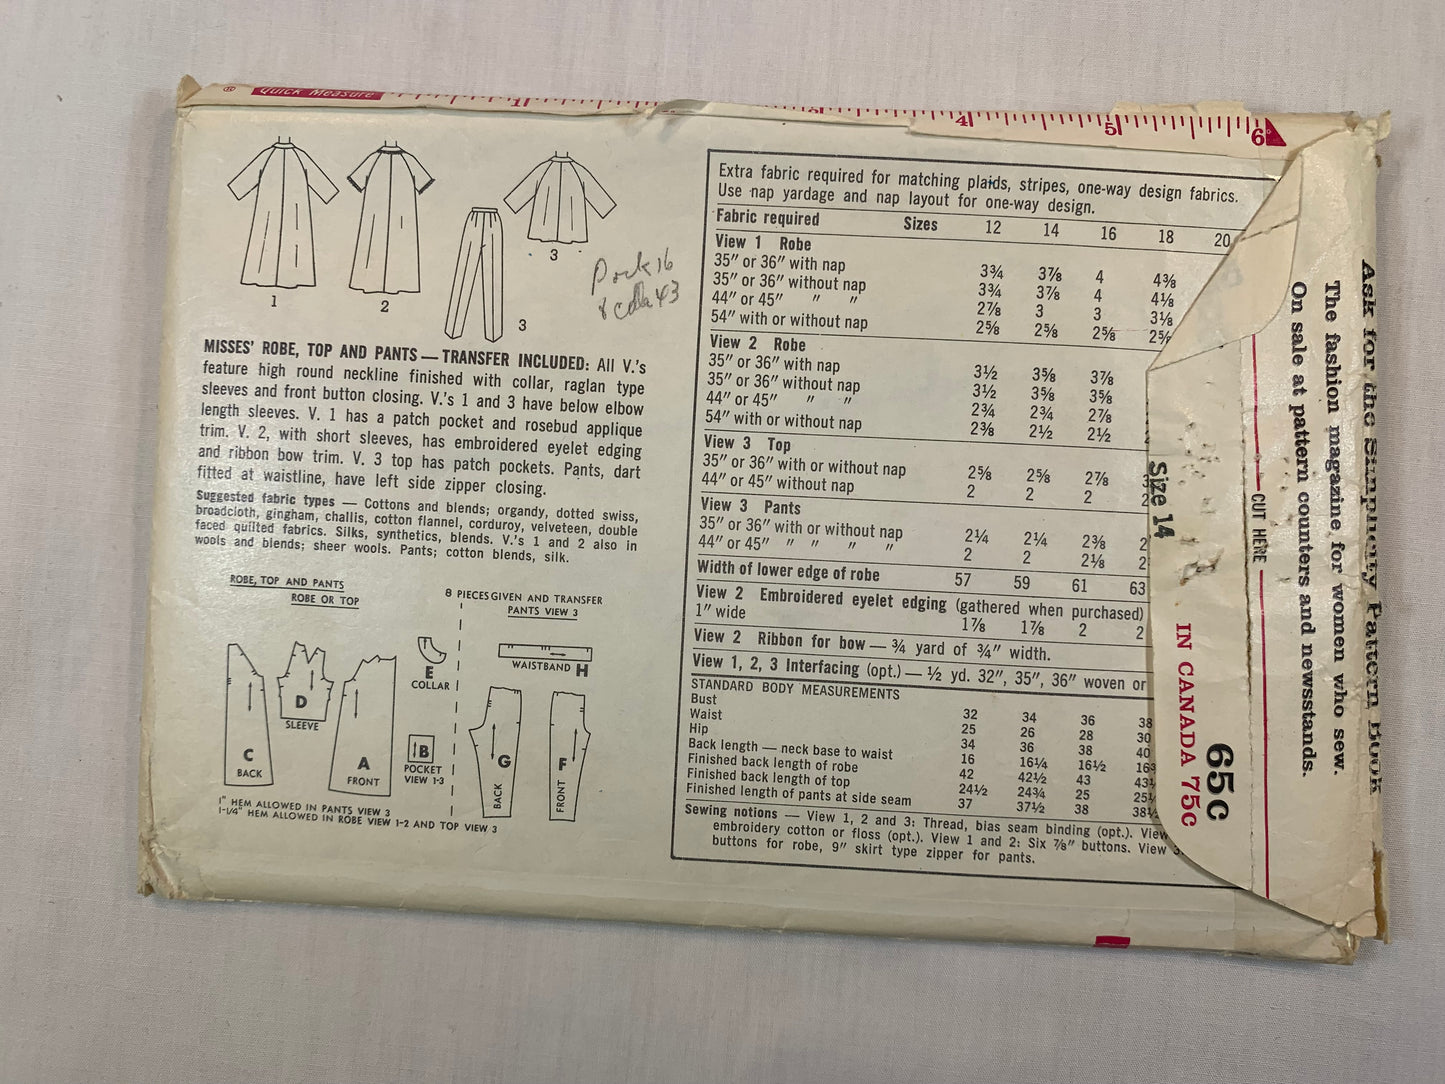 ® Quick Measure 1 4 5 6
1
2
3
3
MISSES' ROBE, TOP AND PANTS — TRANSFER INCLUDED: All V.'s
feature high round neckline finished with collar, raglan type
sleeves and front button closing. V.'s 1 and 3 have below elbow
length sleeves. V. 1 has a patch pocket and rosebud applique
trim. V. 2, with short sleeves, has embroidered eyelet edging
and ribbon bow trim. V. 3 top has patch pockets. Pants, dart
fitted at waistline, have left side zipper closing.
Suggested fabric types — Cottons and blends; organdy, dotted swiss,
broadcloth, gingham, challis, cotton flannel, corduroy, velveteen, double
faced quilted fabrics. Silks, synthetics, blends. V.'s 1 and 2 also in
wools and blends; sheer wools. Pants; cotton blends, silk.
ROBE, TOP AND PANTS
ROBE OR TOP
8 PIECES GIVEN AND TRANSFER
PANTS VIEW 3
C
BACK
D
SLEEVE
A
FRONT
E
COLLAR
B
POCKET
VIEW 1-3
WAISTBAND H
G
BACK
F
FRONT
1" HEM ALLOWED IN PANTS VIEW 3
1-1/4" HEM ALLOWED IN ROBE VIEW 1-2 AND TOP VIEW 3
Extra fabric required for matching plaids, stripes, one-way design fabrics.
Use nap yardage and nap layout for one-way design.
Fabric required Sizes 12 14 16 18 20
View 1 Robe
35" or 36" with nap 3¾ 3⅞ 4 4⅜
35" or 36" without nap 3¾ 3⅞ 4 4⅛
44" or 45" " " 2⅞ 3 3 3⅛
54" with or without nap 2⅝ 2⅝ 2⅝ 2⅝
View 2 Robe
35" or 36" with nap 3½ 3⅝ 3⅞
35" or 36" without nap 3½ 3⅝ 3⅝
44" or 45" " " 2¾ 2¾ 2⅞
54" with or without nap 2⅜ 2½ 2½
View 3 Top
35" or 36" with or without nap 2⅝ 2⅝ 2⅞ 3
44" or 45" without nap 2 2 2 2
View 3 Pants
35" or 36" with or without nap 2¼ 2¼ 2⅜ 2
44" or 45" " " " " 2 2 2⅛ 2
Width of lower edge of robe 57 59 61 63
View 2 Embroidered eyelet edging (gathered when purchased)
1" wide 1⅞ 1⅞ 2 2
View 2 Ribbon for bow — ¾ yard of ¾" width.
View 1, 2, 3 Interfacing (opt.) — ½ yd. 32", 35", 36" woven or
STANDARD BODY MEASUREMENTS
Bust 32 34 36 38
Waist 25 26 28 30
Hip 34 36 38 40
Back length — neck base to waist 16 16¼ 16½ 16¾
Finished back length of robe 42 42½ 43 43½
Finished back length of top 24½ 24¾ 25 25¼
Finished length of pants at side seam 37 37½ 38 38½
Sewing notions — View 1, 2 and 3: Thread, bias seam binding (opt.). View
embroidery cotton or floss (opt.). View 1 and 2: Six ⅞" buttons. View 3:
buttons for robe, 9" skirt type zipper for pants.
Size 14
IN CANADA 75c
65c
CUT HERE
Ask for the Simplicity Pattern Book
The fashion magazine for women who sew.
On sale at pattern counters and newsstands.